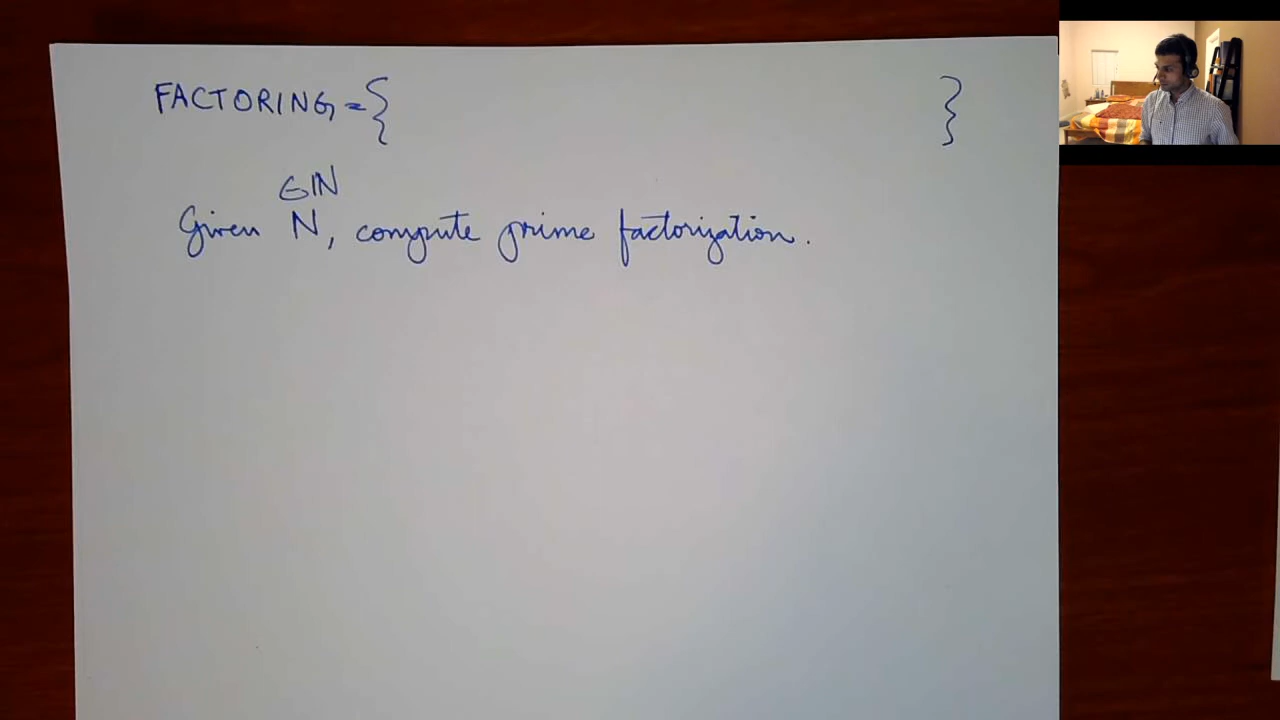 FACTORING = { }
∈ ℕ
Given N, compute prime factorization.